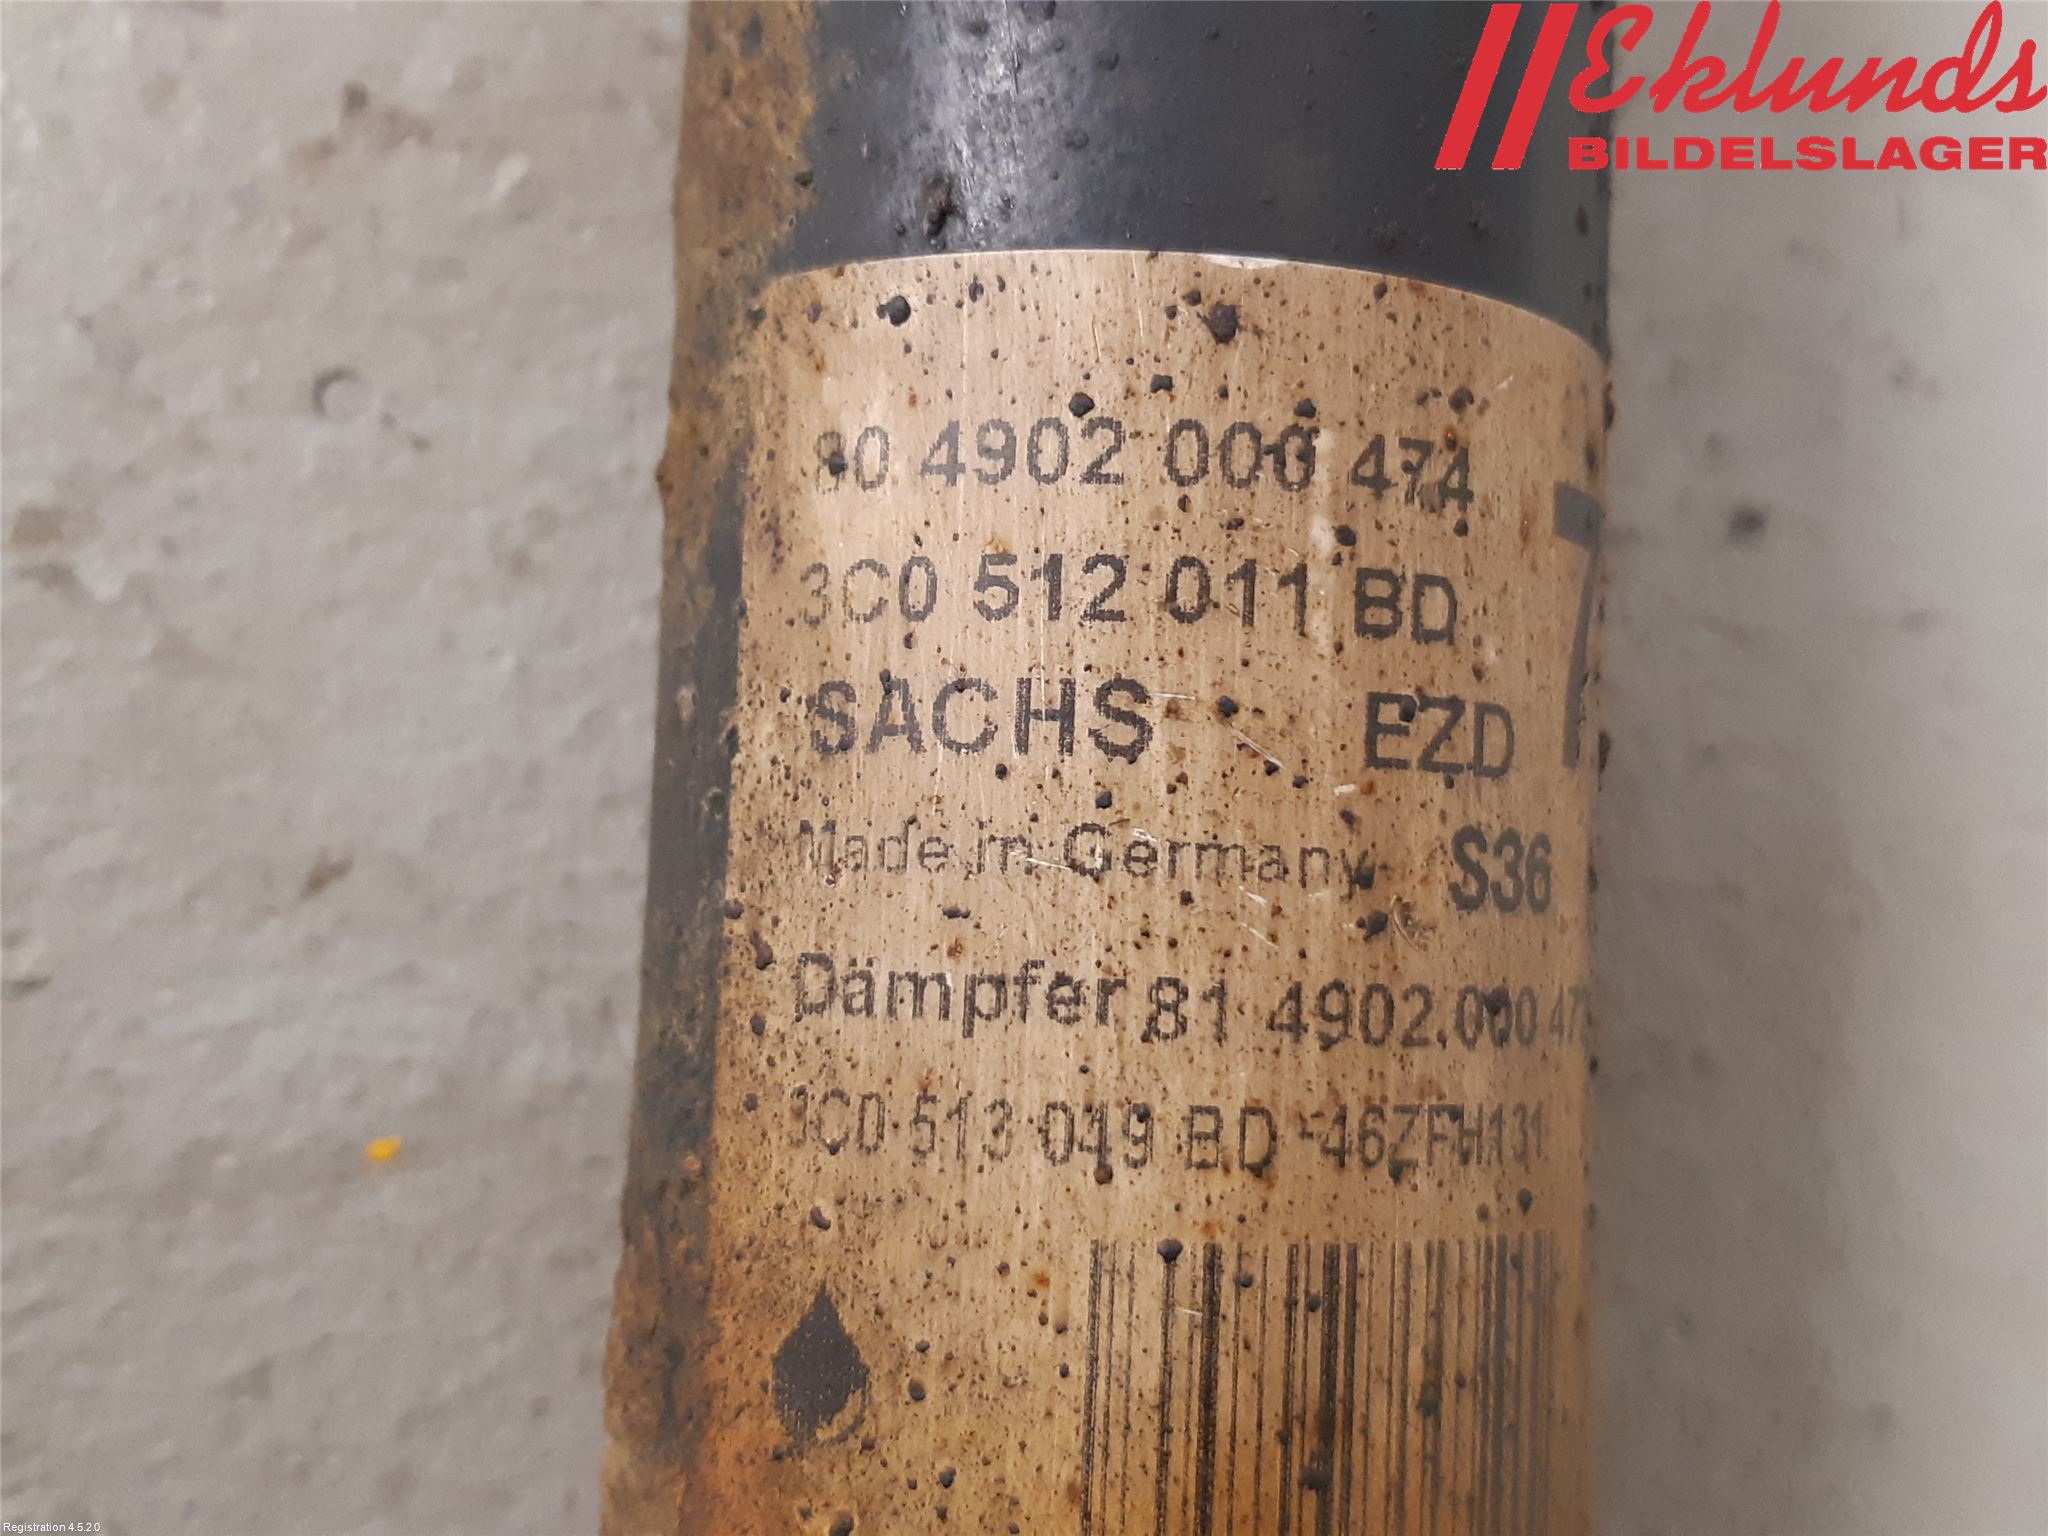 Eklunds
BILDELSLAGER
80 4902 000 474
3C0 512 011 BD
SACHS EZD
Made in Germany S36
Dämpfer 81 4902 000
3C0 513 049 BD 46ZFH131
Registration 4.5.2.0